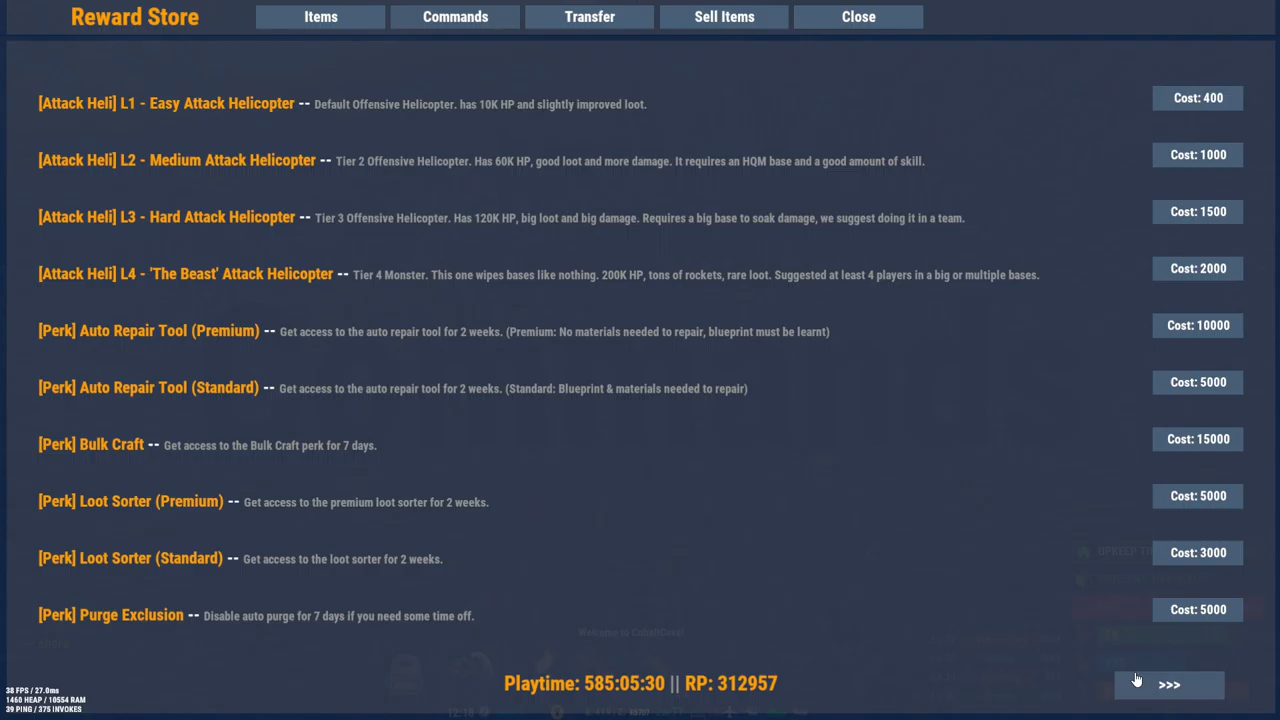 Reward Store
Items
Commands
Transfer
Sell Items
Close
[Attack Heli] L1 - Easy Attack Helicopter -- Default Offensive Helicopter. has 10K HP and slightly improved loot.
Cost: 400
[Attack Heli] L2 - Medium Attack Helicopter -- Tier 2 Offensive Helicopter. Has 60K HP, good loot and more damage. It requires an HQM base and a good amount of skill.
Cost: 1000
[Attack Heli] L3 - Hard Attack Helicopter -- Tier 3 Offensive Helicopter. Has 120K HP, big loot and big damage. Requires a big base to soak damage, we suggest doing it in a team.
Cost: 1500
[Attack Heli] L4 - 'The Beast' Attack Helicopter -- Tier 4 Monster. This one wipes bases like nothing. 200K HP, tons of rockets, rare loot. Suggested at least 4 players in a big or multiple bases.
Cost: 2000
[Perk] Auto Repair Tool (Premium) -- Get access to the auto repair tool for 2 weeks. (Premium: No materials needed to repair, blueprint must be learnt)
Cost: 10000
[Perk] Auto Repair Tool (Standard) -- Get access to the auto repair tool for 2 weeks. (Standard: Blueprint & materials needed to repair)
Cost: 5000
[Perk] Bulk Craft -- Get access to the Bulk Craft perk for 7 days.
Cost: 15000
[Perk] Loot Sorter (Premium) -- Get access to the premium loot sorter for 2 weeks.
Cost: 5000
[Perk] Loot Sorter (Standard) -- Get access to the loot sorter for 2 weeks.
Cost: 3000
[Perk] Purge Exclusion -- Disable auto purge for 7 days if you need some time off.
Cost: 5000
Playtime: 585:05:30 || RP: 312957
>>>
38 FPS / 27.0ms
1460 HEAP / 10554 RAM
39 PING / 375 INVOKES